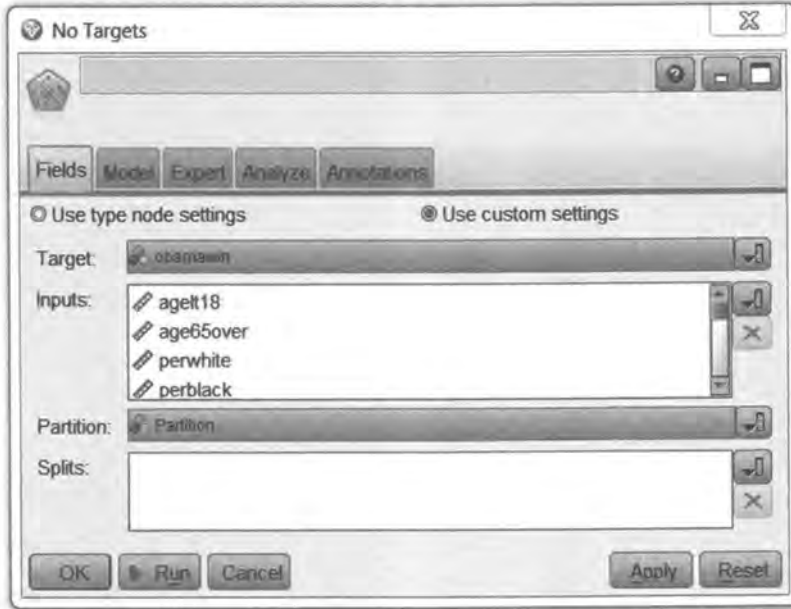 No Targets
Fields Model Expert Analyze Annotations
Use type node settings Use custom settings
Target: obamawin
Inputs: agelt18
age65over
perwhite
perblack
Partition: Partition
Splits:
OK Run Cancel Apply Reset